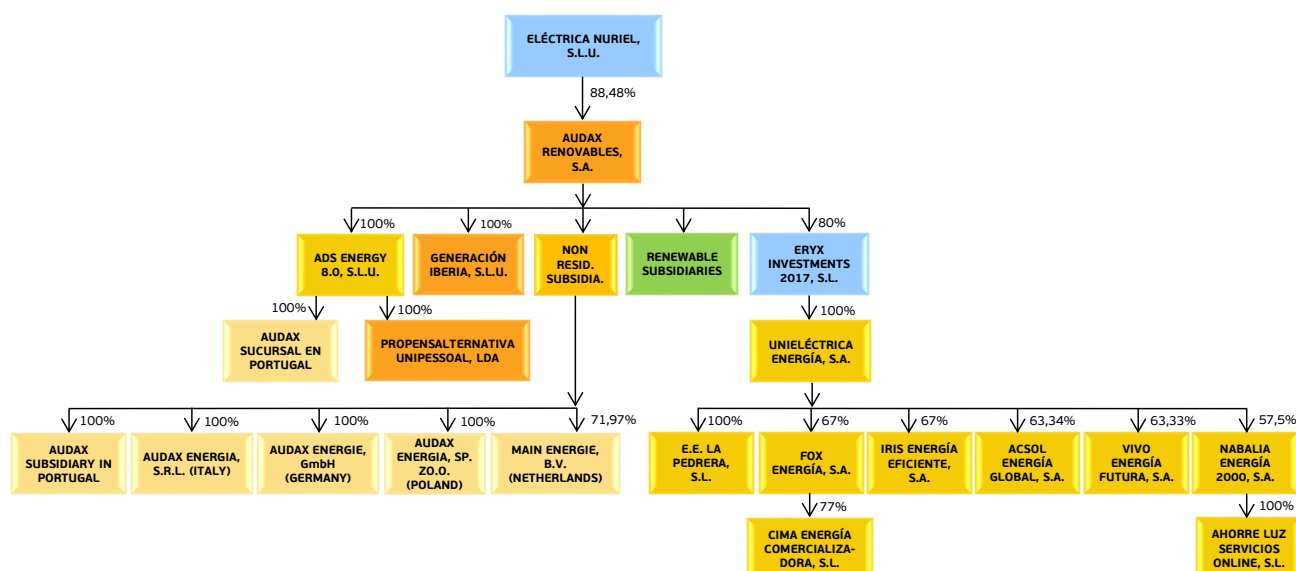 ELÉCTRICA NURIEL,
S.L.U.
88,48%
AUDAX
RENOVABLES,
S.A.
100%
100%
80%
ADS ENERGY
8.0, S.L.U.
GENERACIÓN
IBERIA, S.L.U.
NON
RESID.
SUBSIDIA.
RENEWABLE
SUBSIDIARIES
ERYX
INVESTMENTS
2017, S.L.
100%
100%
100%
AUDAX
SUCURSAL EN
PORTUGAL
PROPENSALTERNATIVA
UNIPESSOAL, LDA
UNIELÉCTRICA
ENERGÍA, S.A.
100%
100%
100%
100%
71,97%
100%
67%
67%
63,34%
63,33%
57,5%
AUDAX
SUBSIDIARY IN
PORTUGAL
AUDAX ENERGIA,
S.R.L. (ITALY)
AUDAX ENERGIE,
GmbH
(GERMANY)
AUDAX
ENERGIA, SP.
ZO.O.
(POLAND)
MAIN ENERGIE,
B.V.
(NETHERLANDS)
E.E. LA
PEDRERA,
S.L.
FOX
ENERGÍA, S.A.
IRIS ENERGÍA
EFICIENTE,
S.A.
ACSOL
ENERGÍA
GLOBAL, S.A.
VIVO
ENERGÍA
FUTURA, S.A.
NABALIA
ENERGÍA
2000, S.A.
77%
100%
CIMA ENERGÍA
COMERCIALIZA-
DORA, S.L.
AHORRE LUZ
SERVICIOS
ONLINE, S.L.